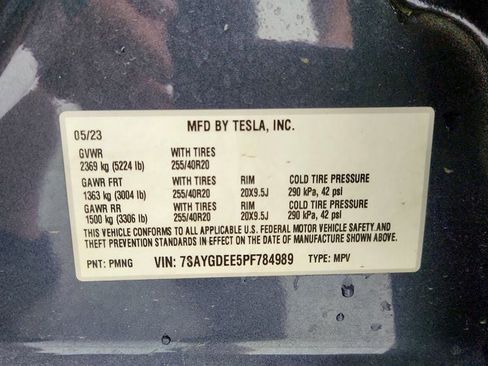 05/23 MFD BY TESLA, INC.
GVWR WITH TIRES
2369 kg (5224 lb) 255/40R20
GAWR FRT WITH TIRES RIM COLD TIRE PRESSURE
1363 kg (3004 lb) 255/40R20 20X9.5J 290 kPa, 42 psi
GAWR RR WITH TIRES RIM COLD TIRE PRESSURE
1500 kg (3306 lb) 255/40R20 20X9.5J 290 kPa, 42 psi
THIS VEHICLE CONFORMS TO ALL APPLICABLE U.S. FEDERAL MOTOR VEHICLE SAFETY AND
THEFT PREVENTION STANDARDS IN EFFECT ON THE DATE OF MANUFACTURE SHOWN ABOVE.
PNT: PMNG VIN: 7SAYGDEE5PF784989 TYPE: MPV